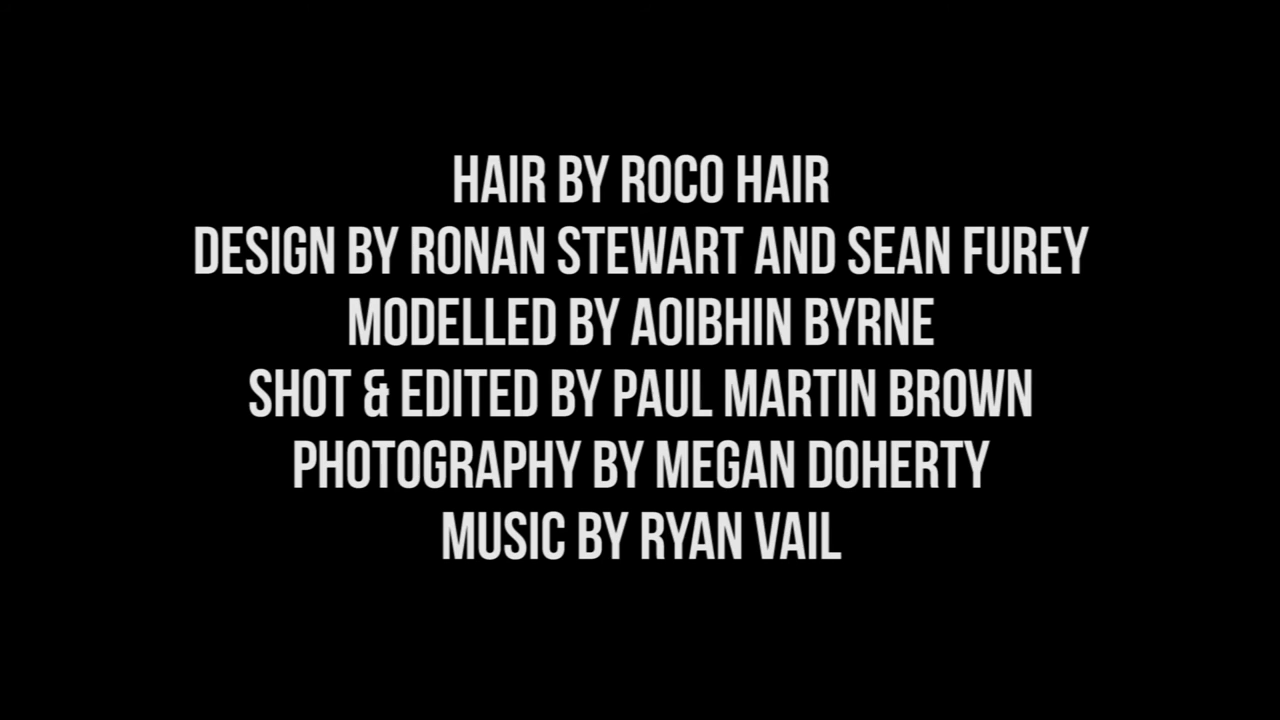 HAIR BY ROCO HAIR
DESIGN BY RONAN STEWART AND SEAN FUREY
MODELLED BY AOIBHIN BYRNE
SHOT & EDITED BY PAUL MARTIN BROWN
PHOTOGRAPHY BY MEGAN DOHERTY
MUSIC BY RYAN VAIL